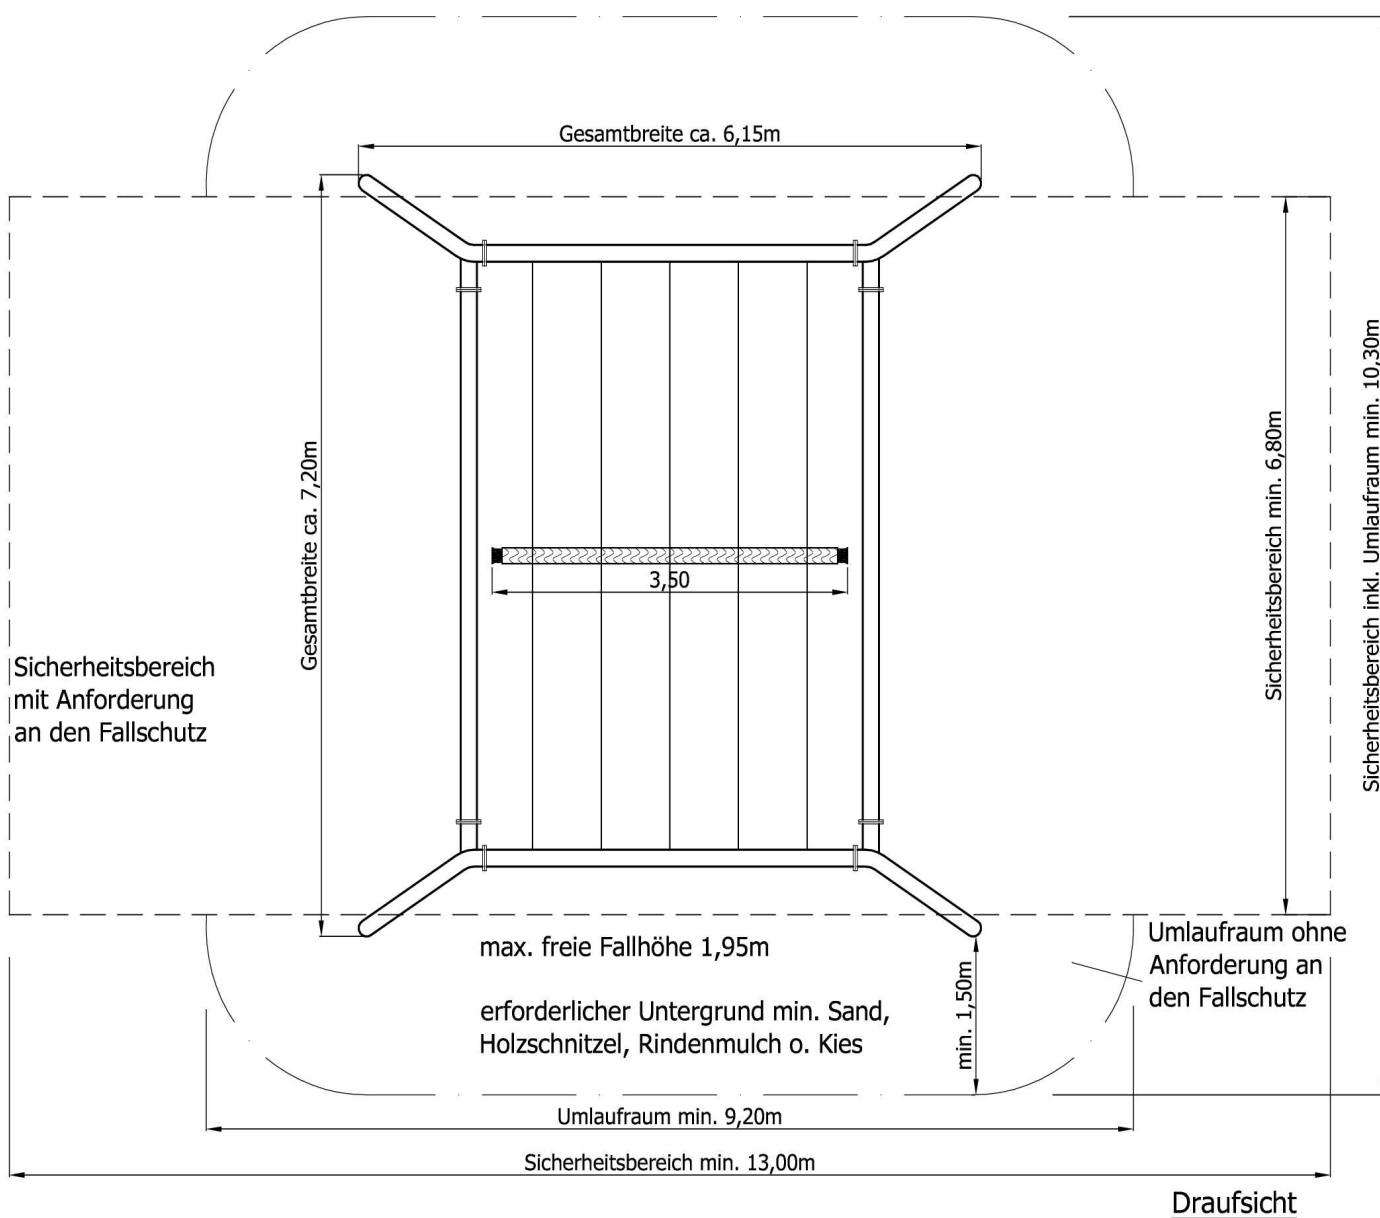 Gesamtbreite ca. 6,15m
Gesamtbreite ca. 7,20m
3,50
Sicherheitsbereich min. 6,80m
Sicherheitsbereich inkl. Umlaufraum min. 10,30m
Sicherheitsbereich
mit Anforderung
an den Fallschutz
max. freie Fallhöhe 1,95m
erforderlicher Untergrund min. Sand,
Holzschnitzel, Rindenmulch o. Kies
min. 1,50m
Umlaufraum ohne
Anforderung an
den Fallschutz
Umlaufraum min. 9,20m
Sicherheitsbereich min. 13,00m
Draufsicht